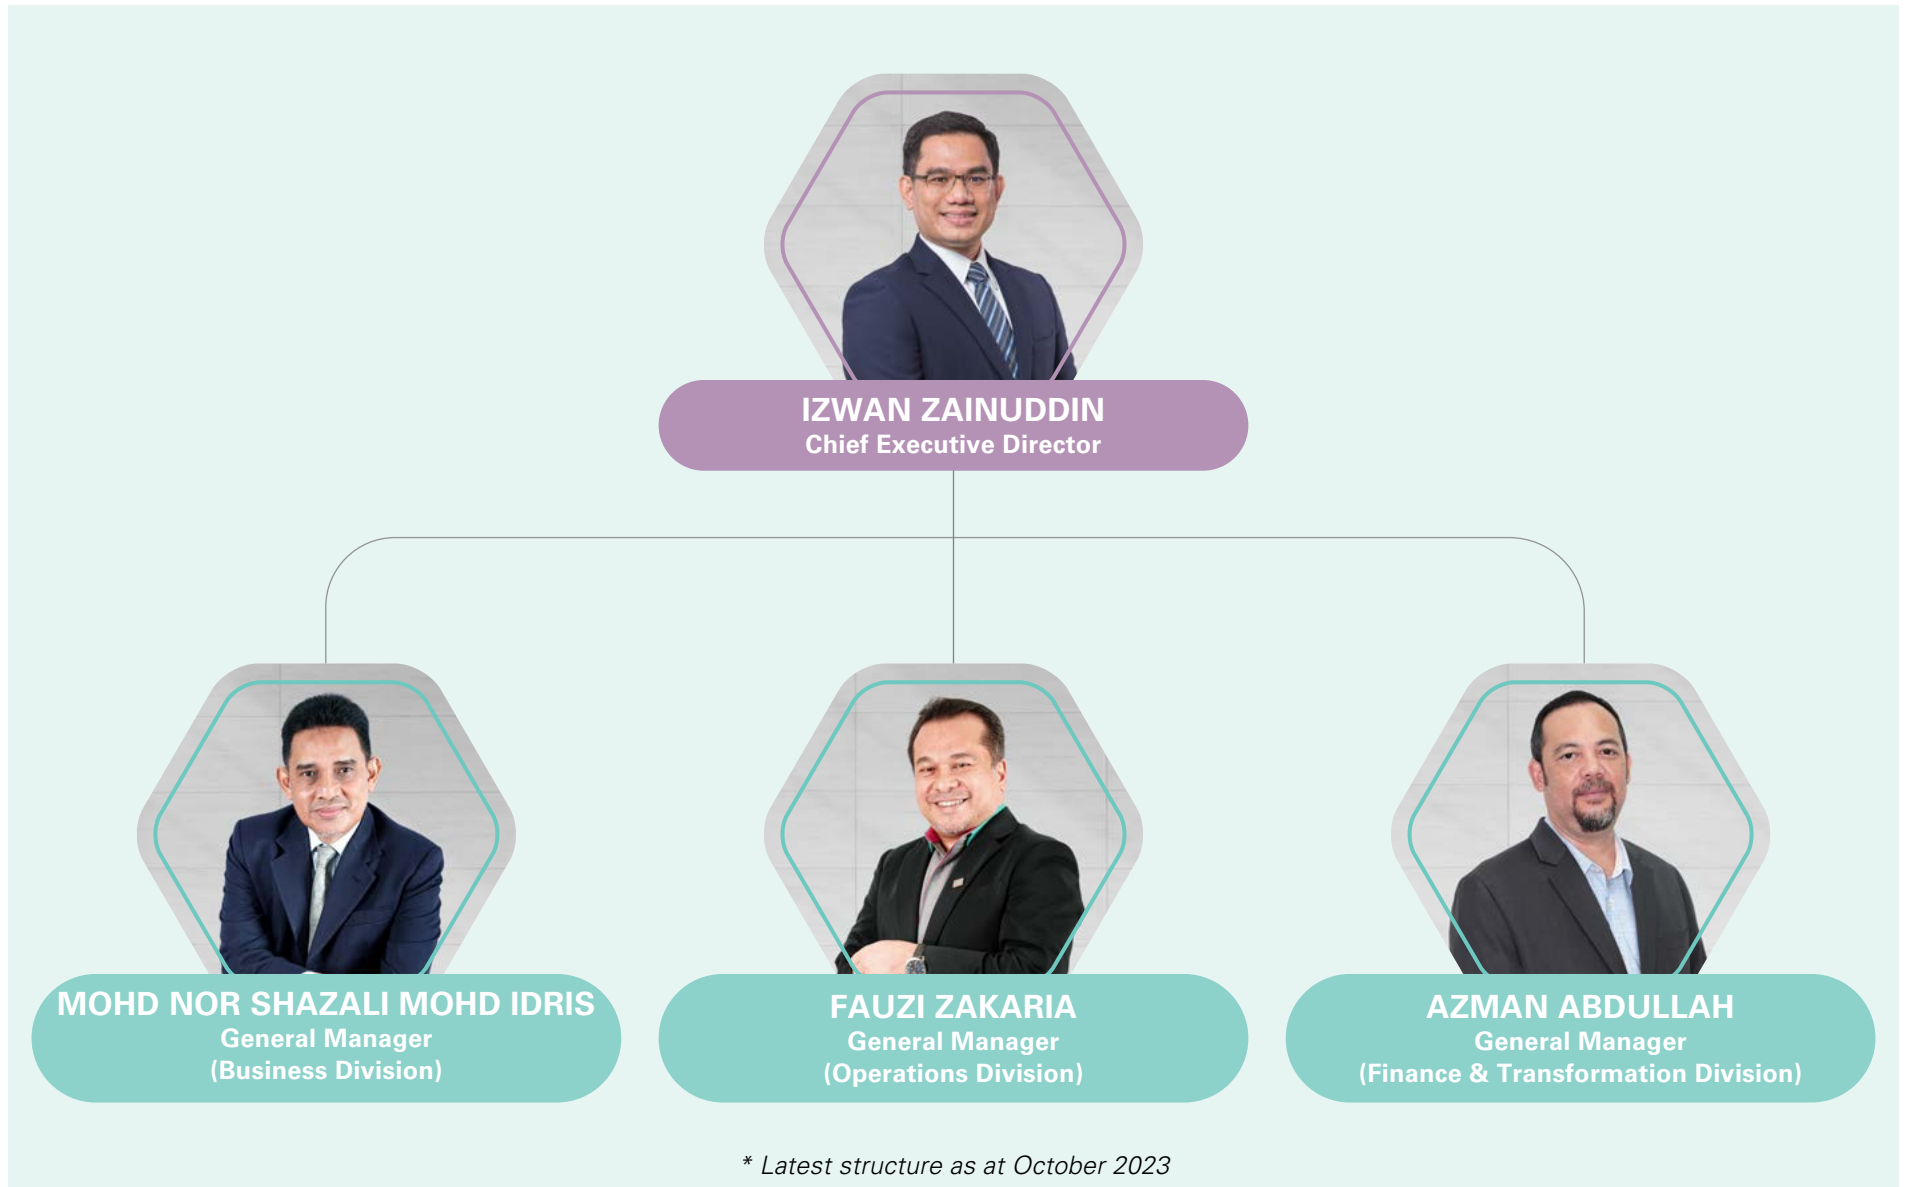 IZWAN ZAINUDDIN
Chief Executive Director
MOHD NOR SHAZALI MOHD IDRIS
General Manager
(Business Division)
FAUZI ZAKARIA
General Manager
(Operations Division)
AZMAN ABDULLAH
General Manager
(Finance & Transformation Division)
* Latest structure as at October 2023